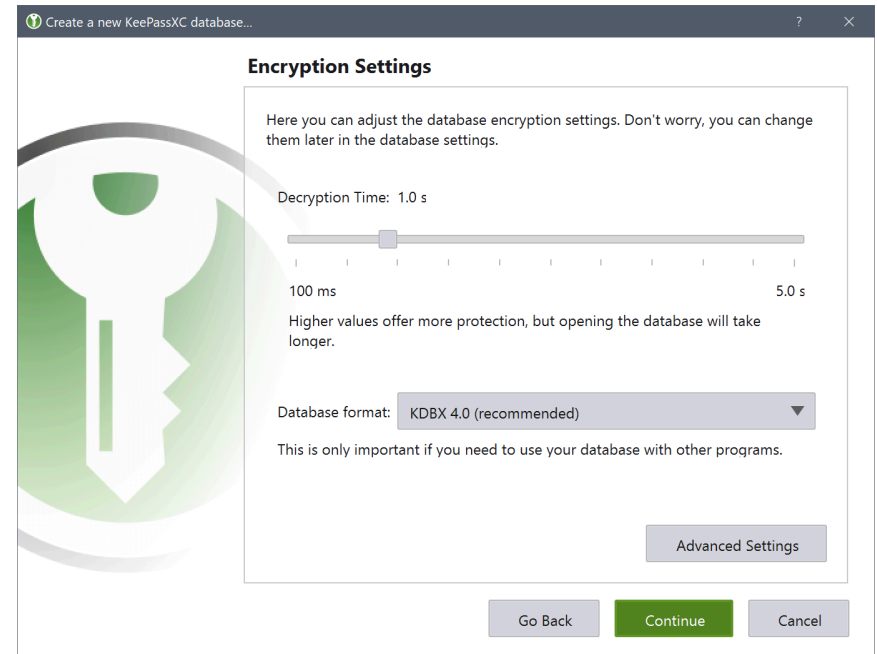 Create a new KeePassXC database...
?
Encryption Settings
Here you can adjust the database encryption settings. Don't worry, you can change
them later in the database settings.
Decryption Time: 1.0 s
100 ms
5.0 s
Higher values offer more protection, but opening the database will take
longer.
Database format: KDBX 4.0 (recommended)
This is only important if you need to use your database with other programs.
Advanced Settings
Go Back
Continue
Cancel